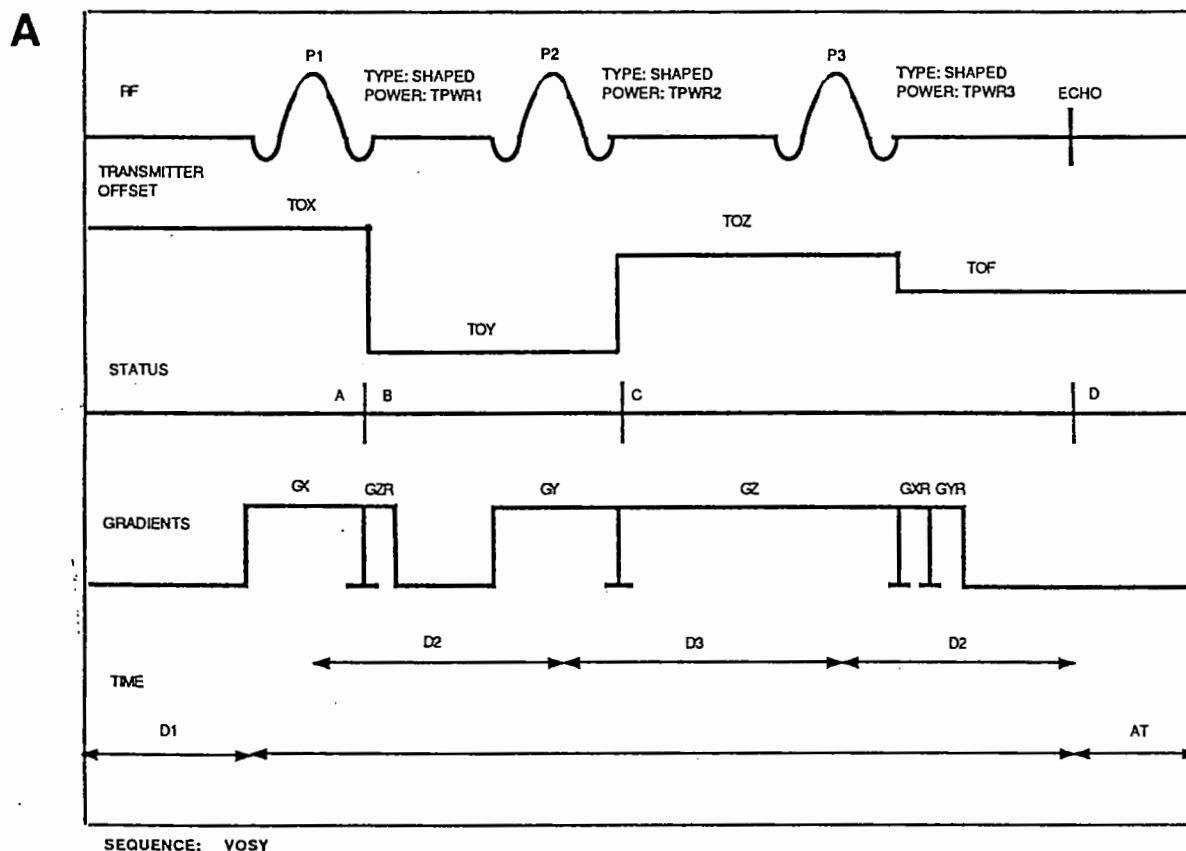 A
P1
P2
P3
TYPE: SHAPED
POWER: TPWR1
TYPE: SHAPED
POWER: TPWR2
TYPE: SHAPED
POWER: TPWR3
RF
ECHO
TRANSMITTER
OFFSET
TOX
TOZ
TOF
TOY
STATUS
A
B
C
D
GX
GZR
GY
GZ
GXR
GYR
GRADIENTS
D2
D3
D2
TIME
D1
AT
SEQUENCE: VOSY